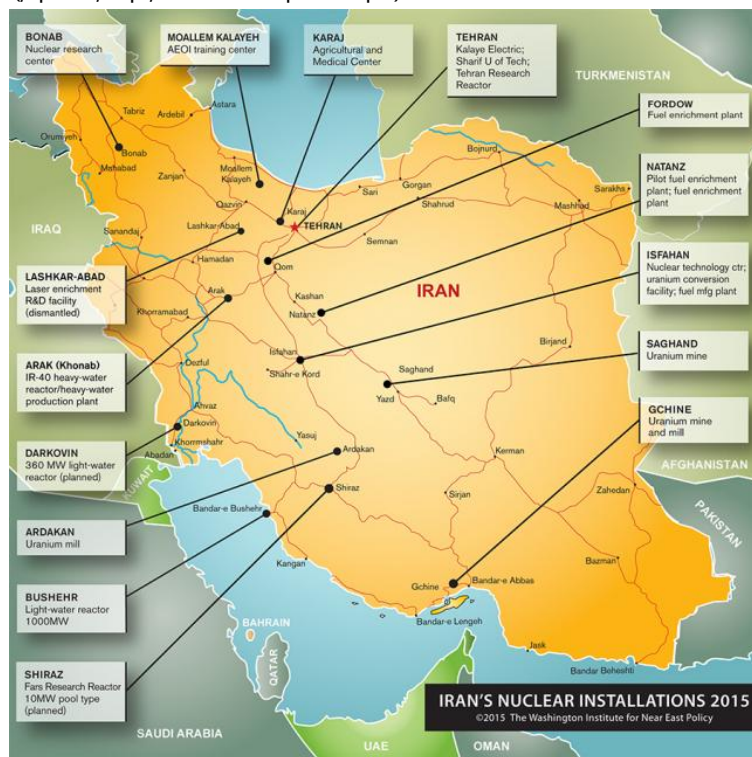 BONAB
Nuclear research
center
MOALLEM KALAYEH
AEOI training center
KARAJ
Agricultural and
Medical Center
TEHRAN
Kalaye Electric;
Sharif U of Tech;
Tehran Research
Reactor
TURKMENISTAN
FORDOW
Fuel enrichment plant
NATANZ
Pilot fuel enrichment
plant; fuel enrichment
plant
ISFAHAN
Nuclear technology ctr;
uranium conversion
facility; fuel mfg plant
SAGHAND
Uranium mine
GCHINE
Uranium mine
and mill
LASHKAR-ABAD
Laser enrichment
R&D facility
(dismantled)
ARAK (Khonab)
IR-40 heavy-water
reactor/heavy-water
production plant
DARKOVIN
360 MW light-water
reactor (planned)
ARDAKAN
Uranium mill
BUSHEHR
Light-water reactor
1000MW
SHIRAZ
Fars Research Reactor
10MW pool type
(planned)
Astara
Ardebil
Tabriz
Orumiyeh
Bonab
Mahabad
Zanjan
Moallem
Kalayeh
Qazvin
Karaj
TEHRAN
Lashkar-Abad
Sanandaj
Hamadan
Qom
Sari
Gorgan
Bojnurd
Shahrud
Semnan
Mashhad
Sarakhs
IRAQ
IRAN
Arak
Khorramabad
Kashan
Natanz
Isfahan
Shahr-e Kord
Dezful
Saghand
Yazd
Bafq
Birjand
Ahvaz
Darkovin
Khorrmshahr
Abadan
Yasuj
Ardakan
Shiraz
Kerman
Sirjan
Zahedan
AFGHANISTAN
PAKISTAN
KUWAIT
Bandar-e Bushehr
Kangan
Gchine
Bandar-e Abbas
Bandar-e Lengeh
Bazman
Jask
Bandar Beheshti
BAHRAIN
QATAR
SAUDI ARABIA
UAE
OMAN
IRAN'S NUCLEAR INSTALLATIONS 2015
©2015 The Washington Institute for Near East Policy